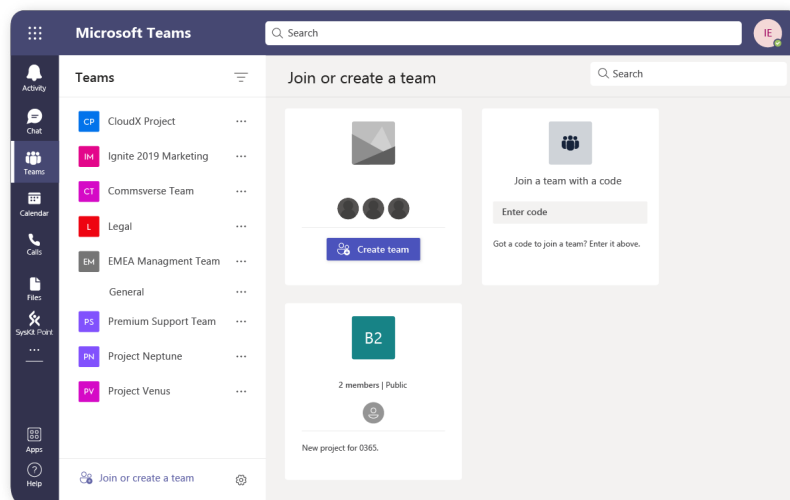 Microsoft Teams
Search
IE
Activity
Chat
Teams
Calendar
Calls
Files
SysKit Point
Apps
Help
Teams
CP CloudX Project
IM Ignite 2019 Marketing
CT Commsverse Team
L Legal
EM EMEA Managment Team
General
PS Premium Support Team
PN Project Neptune
PV Project Venus
Join or create a team
Join or create a team
Search
Create team
Join a team with a code
Enter code
Got a code to join a team? Enter it above.
B2
2 members | Public
New project for 0365.